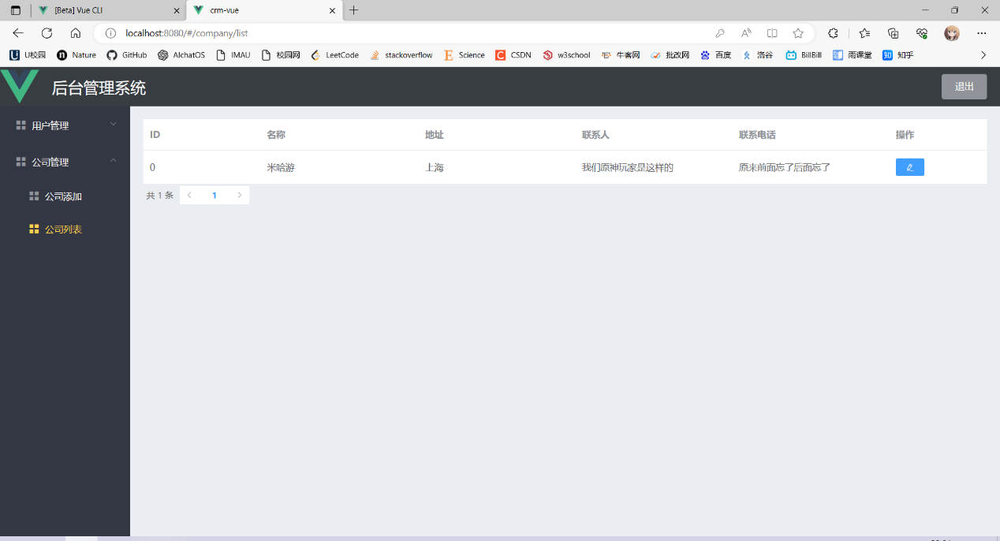 [Beta] Vue CLI
crm-vue
localhost:8080/#/company/list
U校园 Nature GitHub AIchatOS IMAU 校园网 LeetCode stackoverflow Science CSDN w3school 牛客网 批改网 百度 洛谷 BillBill 雨课堂 知乎
后台管理系统
退出
用户管理
公司管理
公司添加
公司列表
ID 名称 地址 联系人 联系电话 操作
0 米哈游 上海 我们原神玩家是这样的 原来前面忘了后面忘了
共 1 条 1